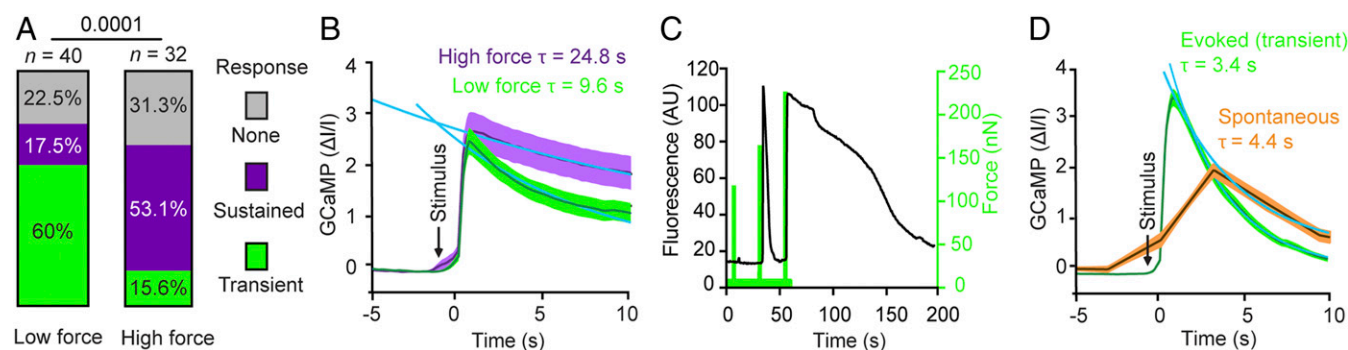 A
0.0001
n = 40
n = 32
22.5%
17.5%
60%
31.3%
53.1%
15.6%
Low force
High force
Response
None
Sustained
Transient
B
High force τ = 24.8 s
Low force τ = 9.6 s
GCaMP (ΔI/I)
4
3
2
1
0
Stimulus
-5
0
5
10
Time (s)
C
Fluorescence (AU)
120
100
80
60
40
20
0
250
200
150
100
50
0
Force (nN)
0
50
100
150
200
Time (s)
D
Evoked (transient)
τ = 3.4 s
Spontaneous
τ = 4.4 s
GCaMP (ΔI/I)
4
3
2
1
0
Stimulus
-5
0
5
10
Time (s)